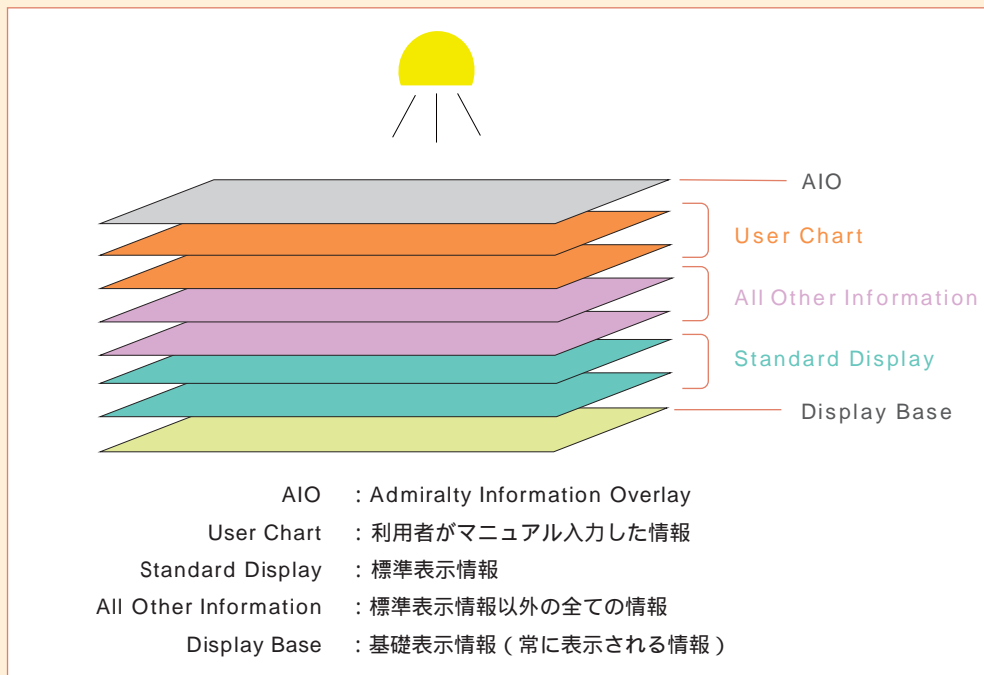 AIO
User Chart
All Other Information
Standard Display
Display Base
AIO : Admiralty Information Overlay
User Chart : 利用者がマニュアル入力した情報
Standard Display : 標準表示情報
All Other Information : 標準表示情報以外の全ての情報
Display Base : 基礎表示情報 ( 常に表示される情報 )